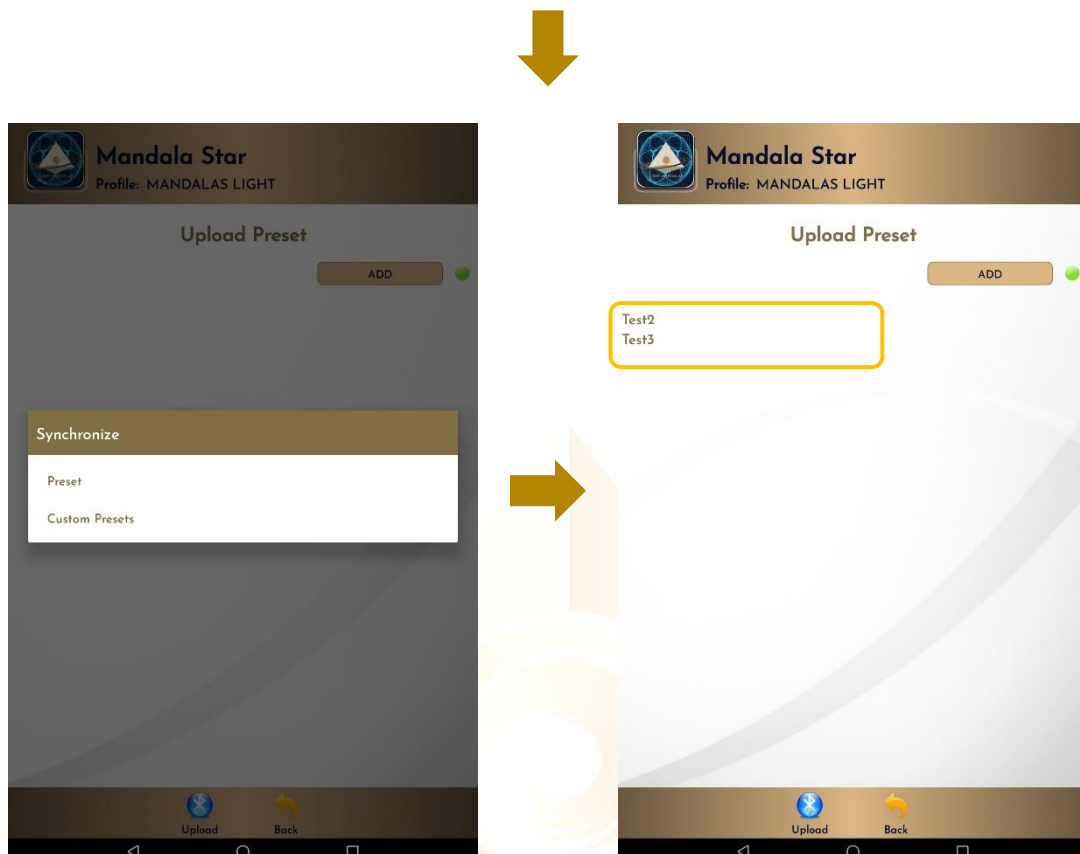 Mandala Star
Profile: MANDALAS LIGHT
Upload Preset
ADD
Synchronize
Preset
Custom Presets
Upload
Back
Mandala Star
Profile: MANDALAS LIGHT
Upload Preset
ADD
Test2
Test3
Upload
Back